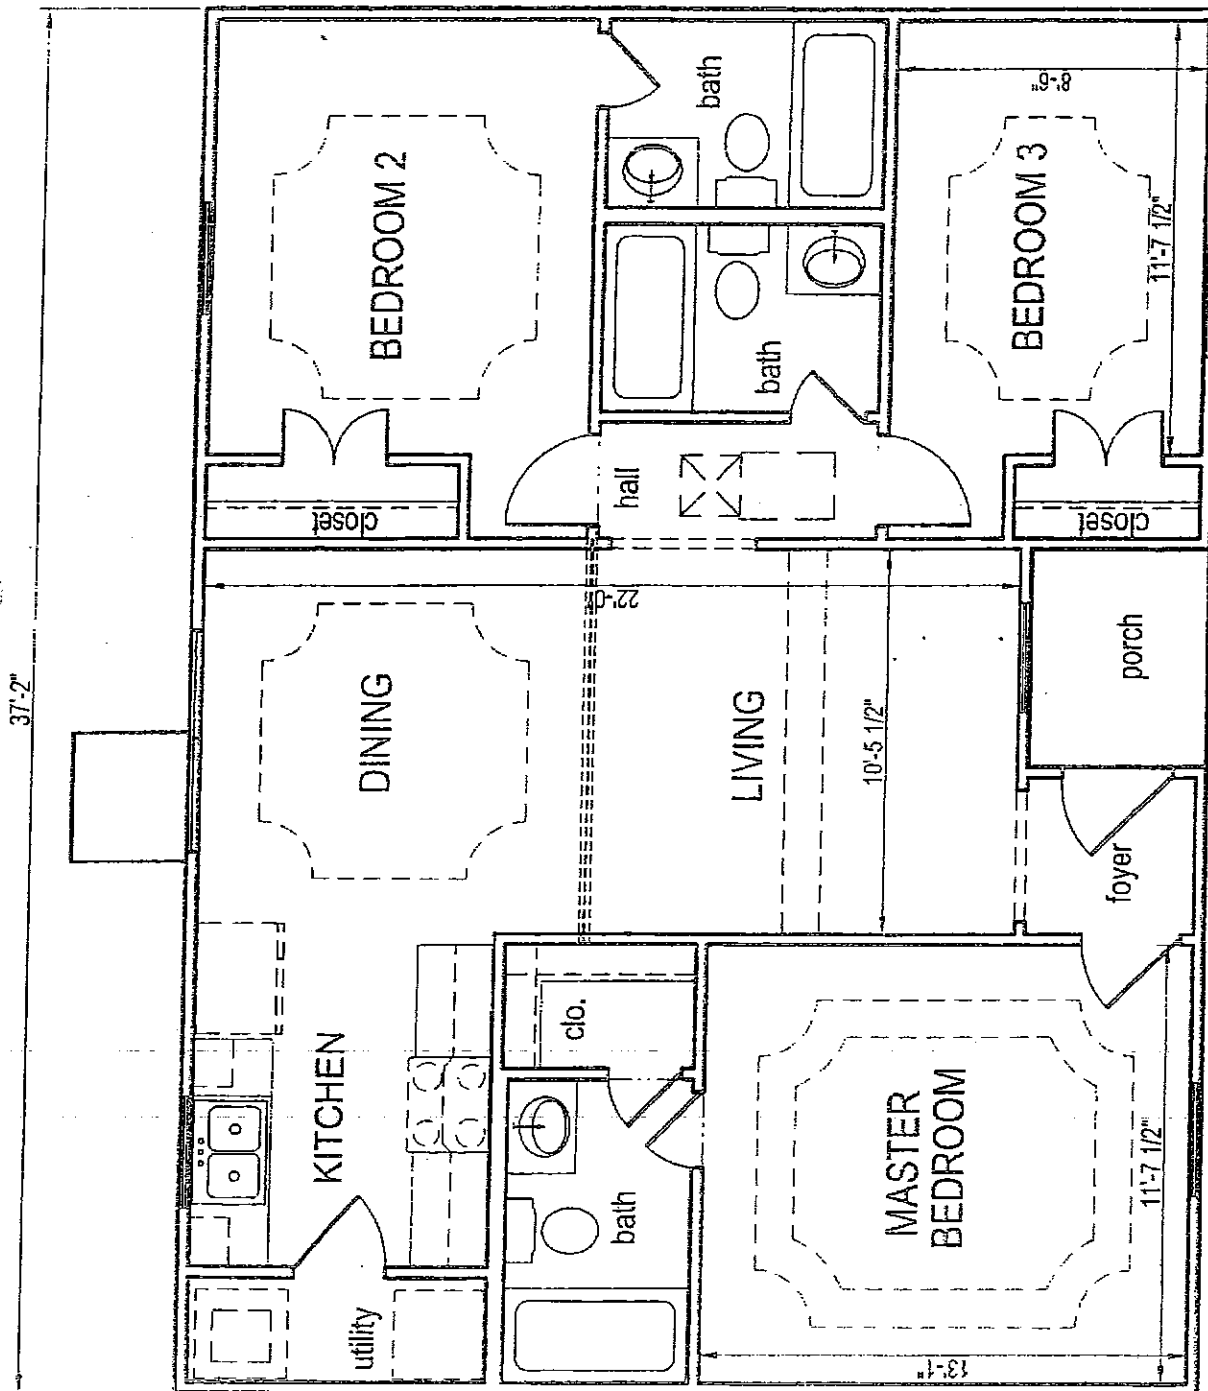 37'-2"
BEDROOM 2
bath
8'-6"
BEDROOM 3
11'-7 1/2"
bath
closet
hall
closet
22'-0"
DINING
LIVING
10'-5 1/2"
porch
foyer
KITCHEN
clo.
bath
MASTER
BEDROOM
11'-7 1/2"
utility
13'-1"